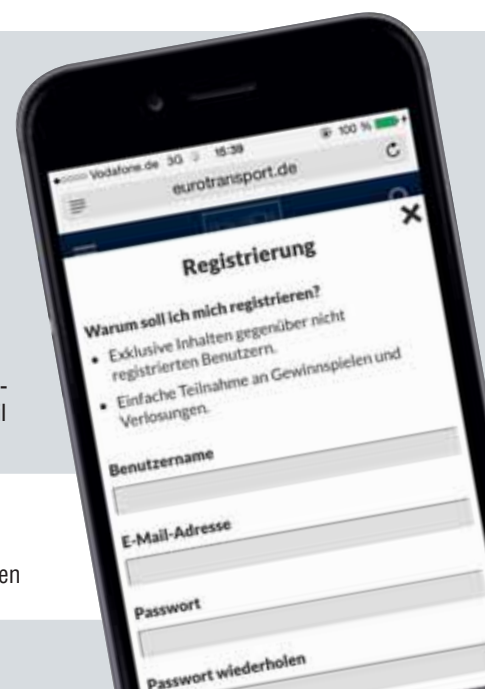 Vodafone.de 3G 15:39 100 %
eurotransport.de
Registrierung
Warum soll ich mich registrieren?
• Exklusive Inhalten gegenüber nicht
registrierten Benutzern.
• Einfache Teilnahme an Gewinnspielen und
Verlosungen.
Benutzername
E-Mail-Adresse
Passwort
Passwort wiederholen
-
l
en